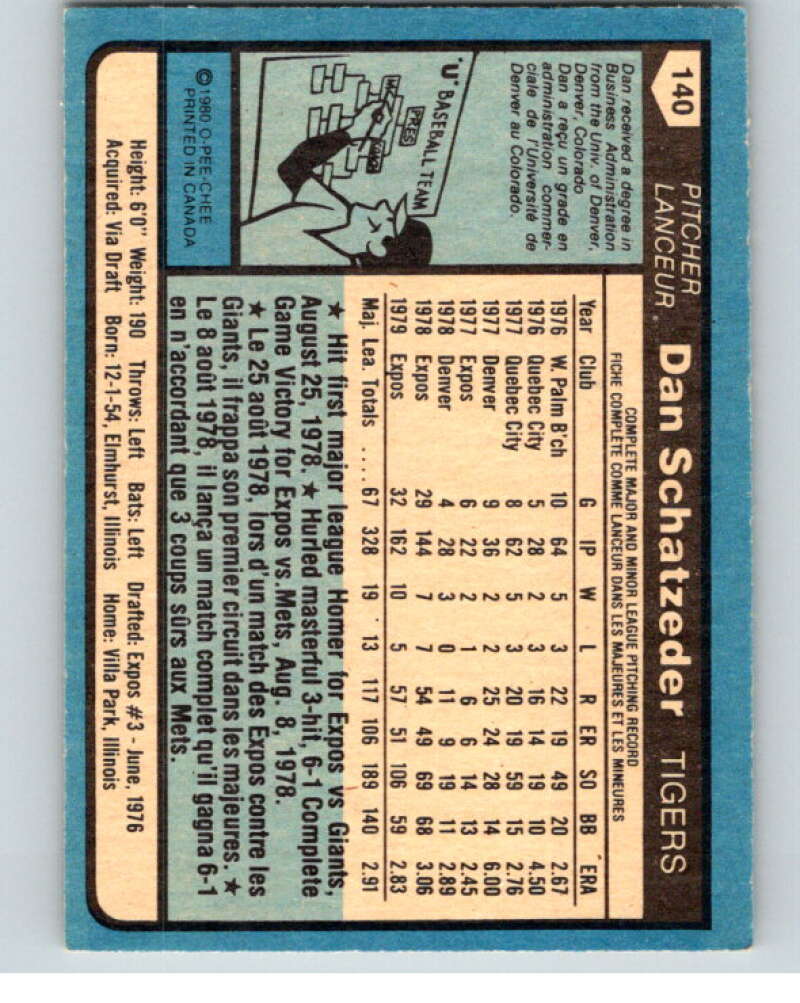 140
PITCHER
LANCEUR
Dan Schatzeder TIGERS
Dan received a degree in
Business Administration
from the Univ. of Denver,
Denver, Colorado
Dan a reçu un grade en
administration commer-
ciale de l'Université de
Denver au Colorado.
"U" BASEBALL TEAM
PRES
©1980 O-PEE-CHEE
PRINTED IN CANADA
COMPLETE MAJOR AND MINOR LEAGUE PITCHING RECORD
FICHE COMPLÈTE COMME LANCEUR DANS LES MAJEURES ET LES MINEURES
Year Club G IP W L R ER SO BB ERA
1976 W. Palm B'ch 10 64 5 3 22 19 49 20 2.67
1976 Quebec City 5 28 2 3 16 14 19 10 4.50
1977 Quebec City 8 62 5 3 20 19 59 15 2.76
1977 Denver 9 36 2 2 25 24 28 14 6.00
1977 Expos 6 22 2 1 6 6 14 13 2.45
1978 Denver 4 28 3 0 11 9 19 11 2.89
1978 Expos 29 144 7 7 54 49 69 68 3.06
1979 Expos 32 162 10 5 57 51 106 59 2.83
Maj. Lea. Totals ....67 328 19 13 117 106 189 140 2.91
★ Hit first major league Homer for Expos vs Giants,
August 25, 1978. ★ Hurled masterful 3-hit, 6-1 Complete
Game Victory for Expos vs. Mets, Aug. 8, 1978.
★ Le 25 août 1978, lors d'un match des Expos contre les
Giants, il frappa son premier circuit dans les majeures. ★
Le 8 août 1978, il lança un match complet qu'il gagna 6-1
en n'accordant que 3 coups sûrs aux Mets.
Height: 6'0" Weight: 190 Throws: Left Bats: Left Drafted: Expos #3 - June, 1976
Acquired: Via Draft Born: 12-1-54, Elmhurst, Illinois Home: Villa Park, Illinois